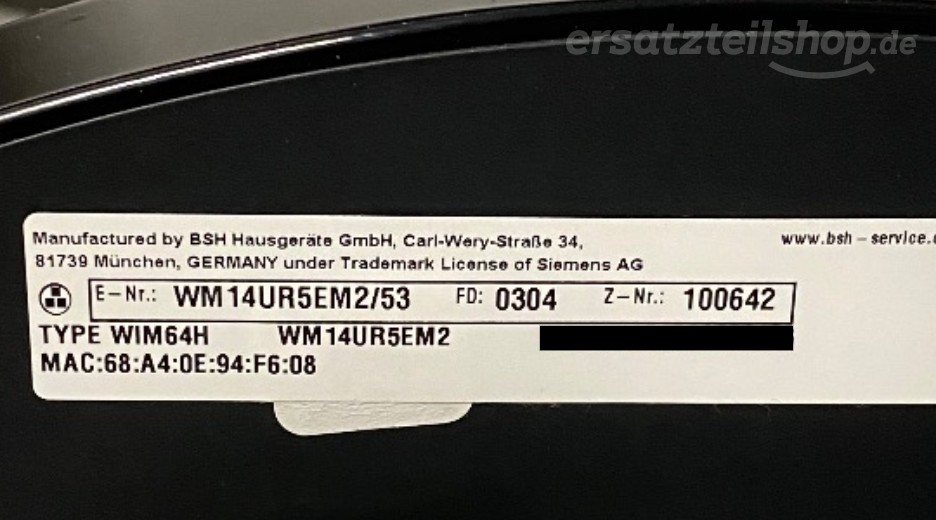 ersatzteilshop.de
Manufactured by BSH Hausgeräte GmbH, Carl-Wery-Straße 34, www.bsh-service.
81739 München, GERMANY under Trademark License of Siemens AG
E-Nr.: WM14UR5EM2/53 FD: 0304 Z-Nr.: 100642
TYPE WIM64H WM14UR5EM2
MAC:68:A4:0E:94:F6:08